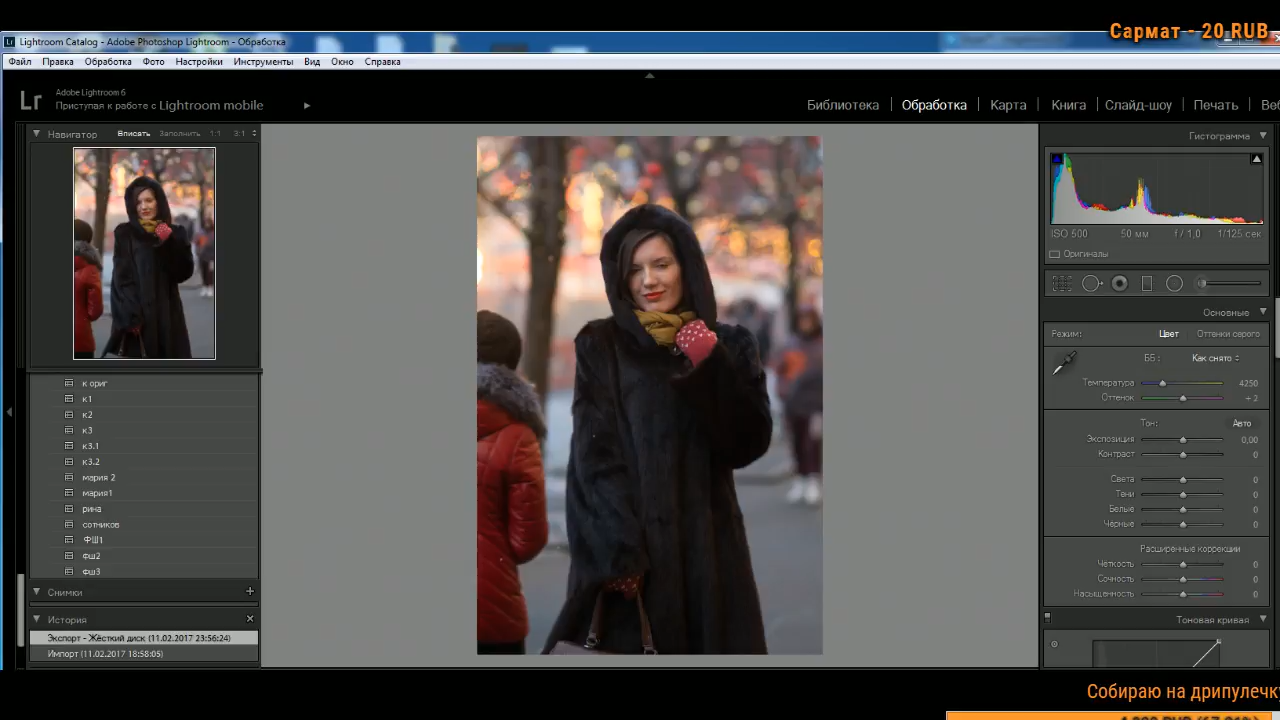 Сармат - 20 RUB
Lightroom Catalog - Adobe Photoshop Lightroom - Обработка
Файл Правка Обработка Фото Настройки Инструменты Вид Окно Справка
Lr
Adobe Lightroom 6
Приступая к работе с Lightroom mobile
Библиотека Обработка Карта Книга Слайд-шоу Печать Ве
Навигатор Вписать Заполнить 1:1 3:1
Гистограмма
ISO 500 50 мм f / 1,0 1/125 сек
Оригиналы
Основные
Режим: Цвет Оттенки серого
ББ: Как снято
Температура 4250
Оттенок + 2
Тон: Авто
Экспозиция 0,00
Контраст 0
Света 0
Тени 0
Белые 0
Чёрные 0
Расширенные коррекции
Чёткость 0
Сочность 0
Насыщенность 0
Тоновая кривая
к ориг
к1
к2
к3
к3.1
к3.2
мария 2
мария1
рина
сотников
ФШ1
фш2
фш3
Снимки
История
Экспорт - Жёсткий диск (11.02.2017 23:56:24)
Импорт (11.02.2017 18:58:05)
Собираю на дрипулечк